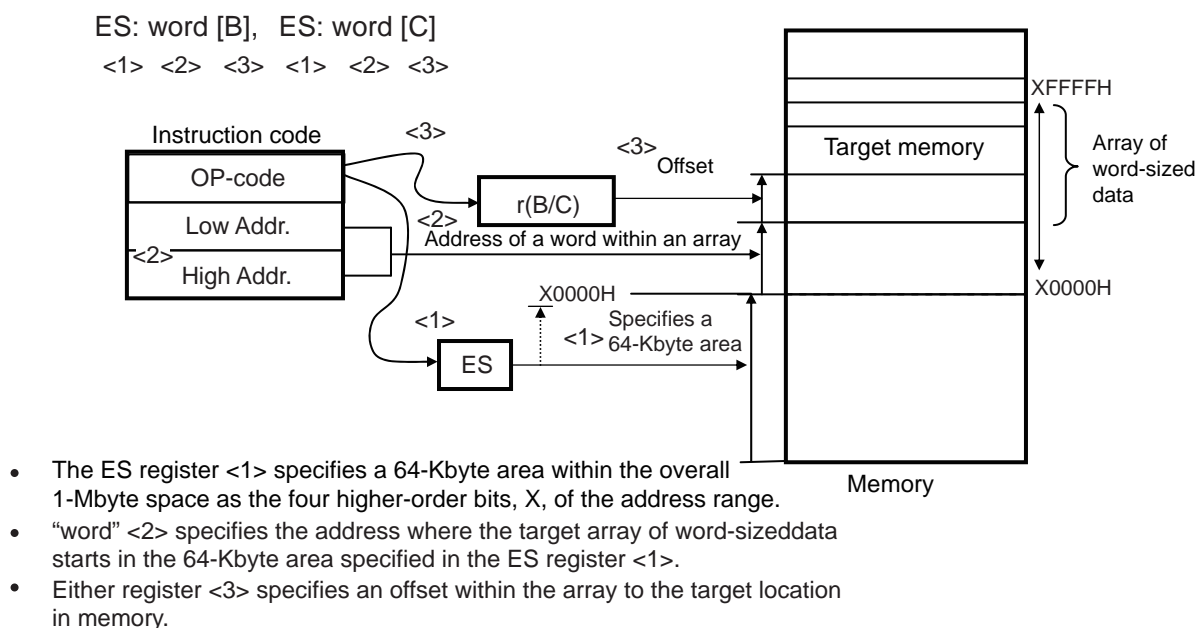 ES: word [B], ES: word [C]
<1> <2> <3> <1> <2> <3>
XFFFFH
Instruction code
<3>
<3>
Offset
Target memory
Array of
word-sized
data
OP-code
r(B/C)
Low Addr.
<2>
Address of a word within an array
<2>
High Addr.
X0000H
X0000H
<1>
Specifies a
<1> 64-Kbyte area
ES
Memory
• The ES register <1> specifies a 64-Kbyte area within the overall
1-Mbyte space as the four higher-order bits, X, of the address range.
• “word” <2> specifies the address where the target array of word-sizeddata
starts in the 64-Kbyte area specified in the ES register <1>.
• Either register <3> specifies an offset within the array to the target location
in memory.